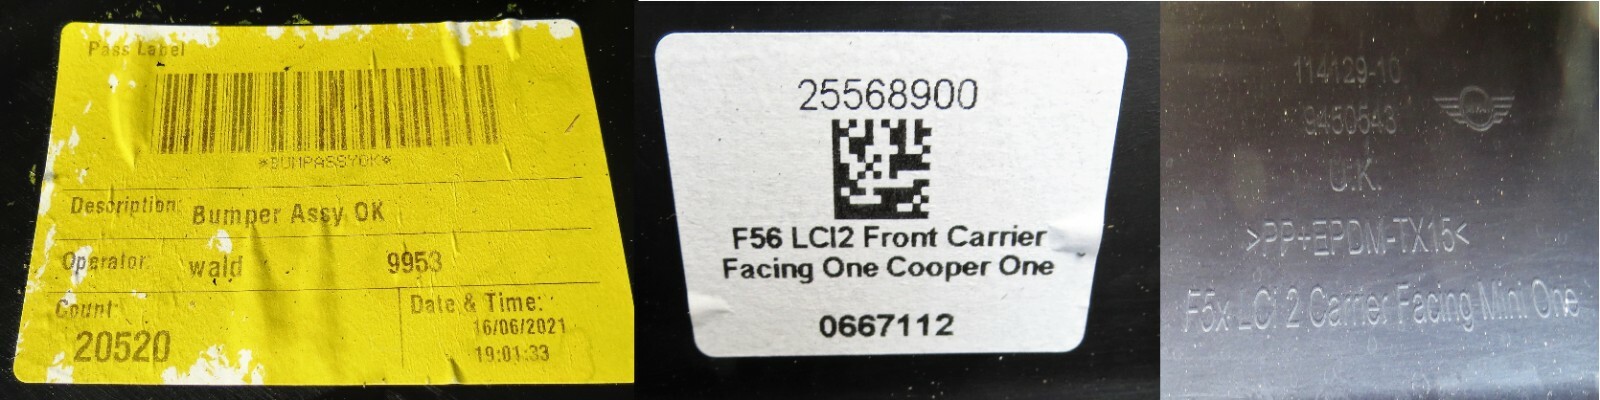 Pass Label
*BUMPASSYOK*
Description: Bumper Assy OK
Operator: wald 9953
Count:
20520
Date & Time:
16/06/2021
19:01:33
25568900
F56 LCI2 Front Carrier
Facing One Cooper One
0667112
114129-10
9450543
U.K.
>PP+EPDM-TX15<
F5x LCI 2 Carrier Facing Mini One